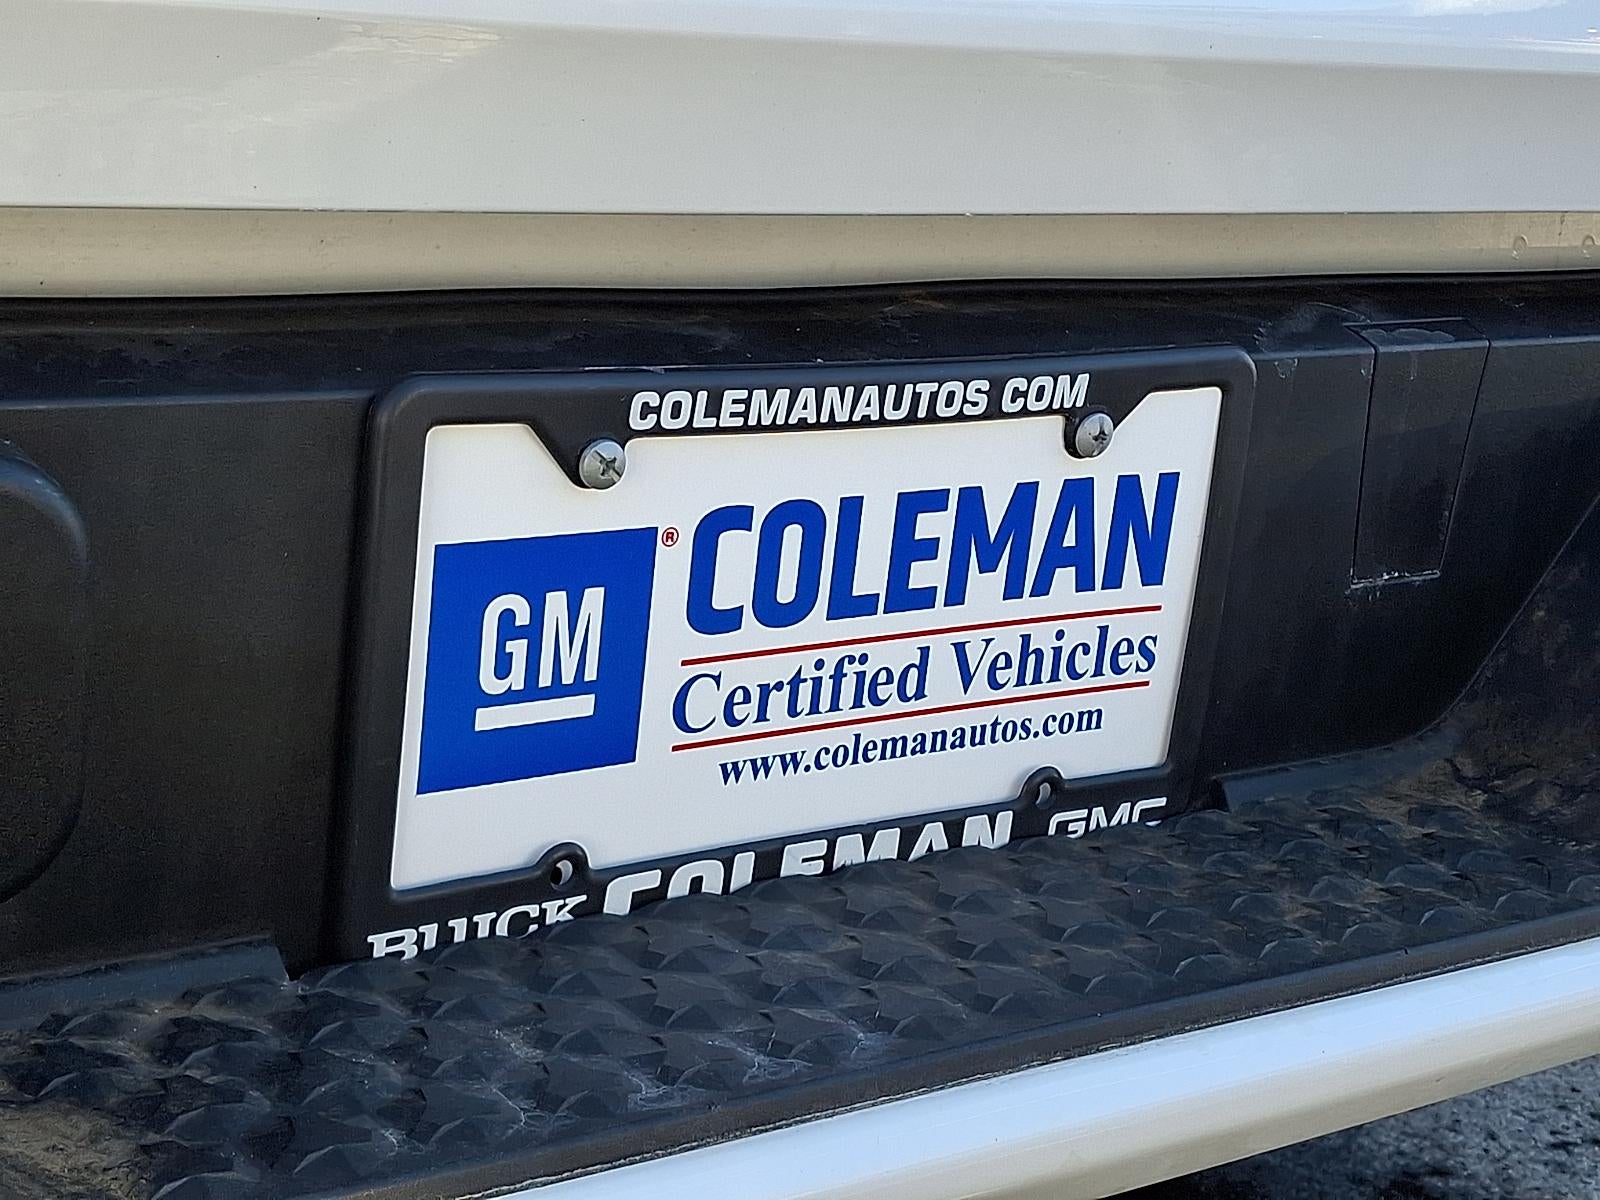 COLEMANAUTOS COM
GM ® COLEMAN
Certified Vehicles
www.colemanautos.com
BUICK COLEMAN GMC